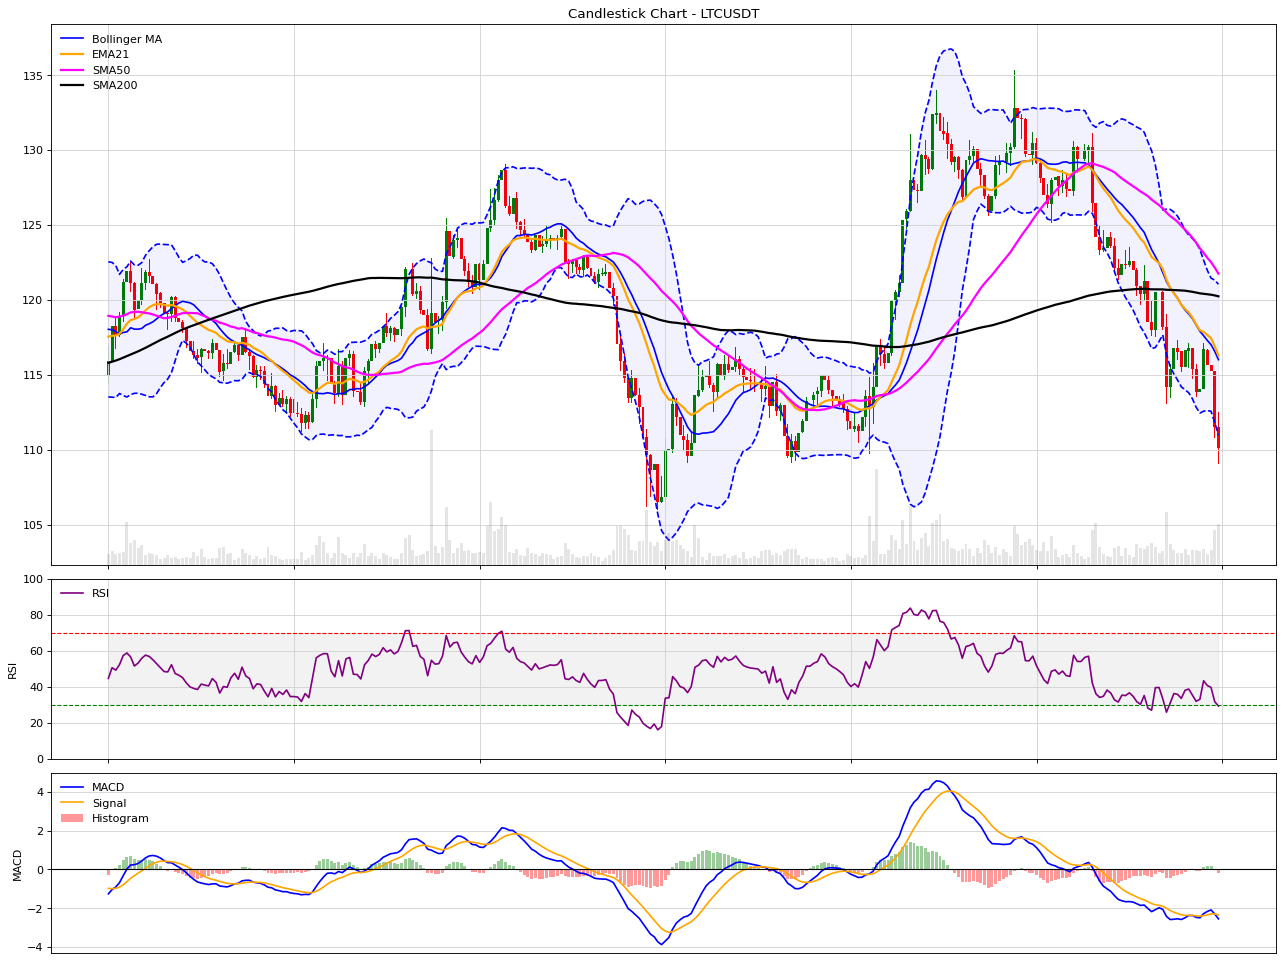 Candlestick Chart - LTCUSDT
Bollinger MA
EMA21
SMA50
SMA200
135
130
125
120
115
110
105
RSI
100
80
60
40
20
0
RSI
MACD
Signal
Histogram
4
2
0
−2
−4
MACD